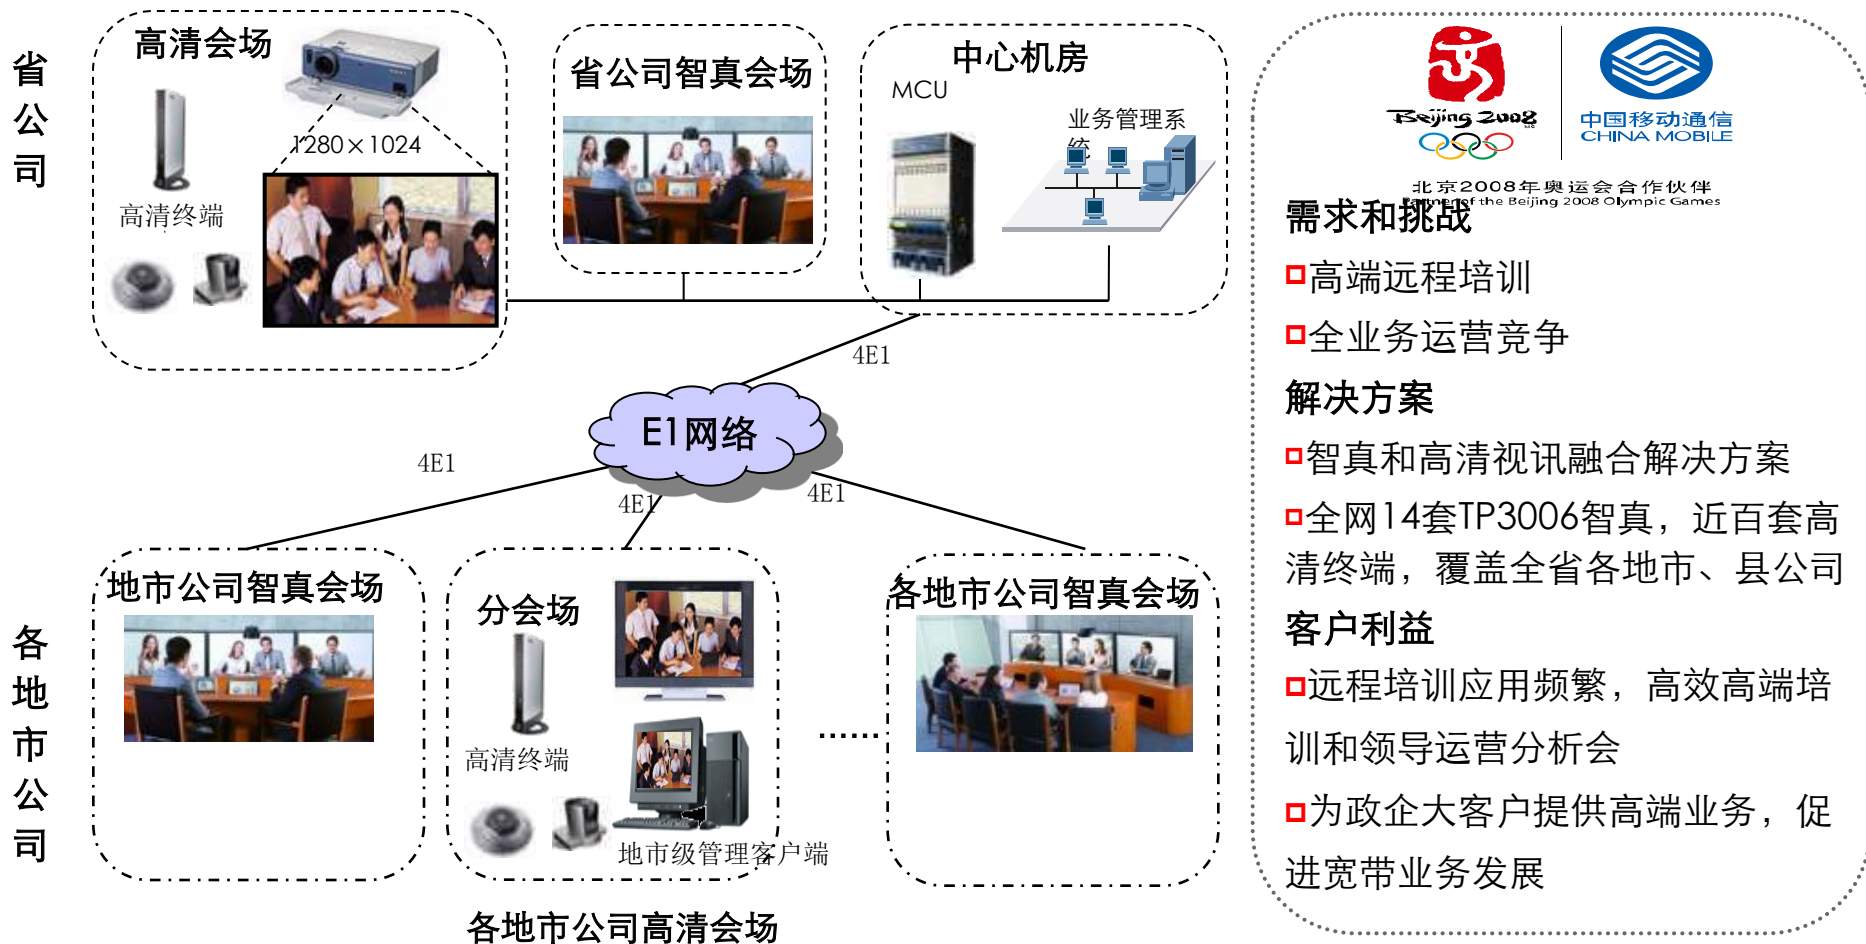 省
公
司
高清会场
1280×1024
高清终端
省公司智真会场
中心机房
MCU
业务管理系
统
4E1
E1网络
4E1
4E1
4E1
各
地
市
公
司
地市公司智真会场
分会场
高清终端
地市级管理客户端
各地市公司高清会场
……
各地市公司智真会场
Beijing 2008
中国移动通信
CHINA MOBILE
北京2008年奥运会合作伙伴
Partner of the Beijing 2008 Olympic Games
需求和挑战
高端远程培训
全业务运营竞争
解决方案
智真和高清视讯融合解决方案
全网14套TP3006智真，近百套高
清终端，覆盖全省各地市、县公司
客户利益
远程培训应用频繁，高效高端培
训和领导运营分析会
为政企大客户提供高端业务，促
进宽带业务发展